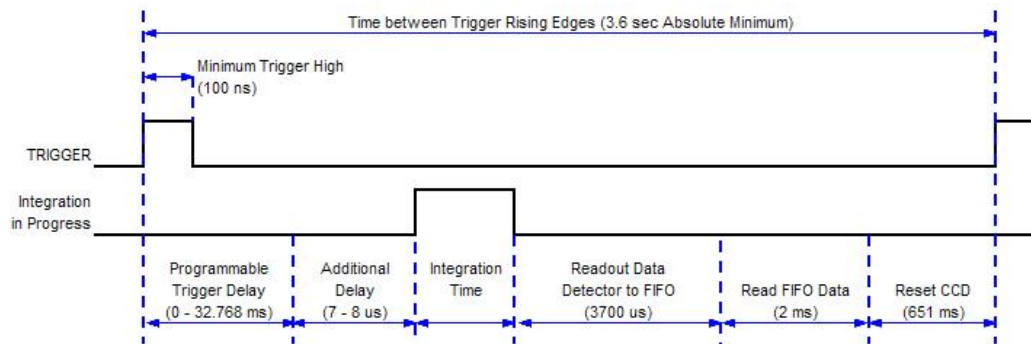 Time between Trigger Rising Edges (3.6 sec Absolute Minimum)
Minimum Trigger High
(100 ns)
TRIGGER
Integration
in Progress
Programmable
Trigger Delay
(0 - 32.768 ms)
Additional
Delay
(7 - 8 us)
Integration
Time
Readout Data
Detector to FIFO
(3700 us)
Read FIFO Data
(2 ms)
Reset CCD
(651 ms)